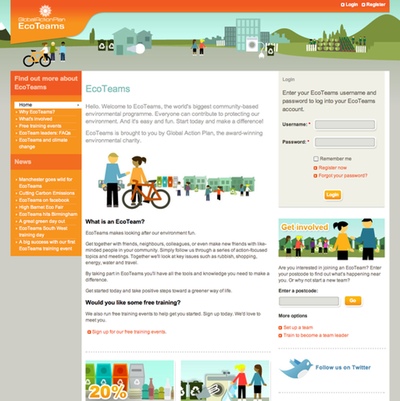 Login Register
GlobalActionPlan
EcoTeams
Find out more about
EcoTeams
Home
Why EcoTeams?
What's involved
Free training events
EcoTeam leaders' FAQs
EcoTeams and climate
change
News
Manchester goes wild for
EcoTeams
Cutting Carbon Emissions
EcoTeams on facebook
High Barnet Eco Fair
EcoTeams hits Birmingham
A great green day out
EcoTeams South West
training day
A big success with our first
EcoTeams training event
EcoTeams
Hello. Welcome to EcoTeams, the world's biggest community-based
environmental programme. Everyone can contribute to protecting our
environment. And it's easy and fun. Start today and make a difference!
EcoTeams is brought to you by Global Action Plan, the award-winning
environmental charity.
What is an EcoTeam?
EcoTeams makes looking after our environment fun.
Get together with friends, neighbours, colleagues, or even make new friends with like-
minded people in your community. Simply follow us through a series of action-focused
topics and meetings. Together we'll look at key issues such as rubbish, shopping,
energy, water and travel.
By taking part in EcoTeams you'll have all the tools and knowledge you need to make a
difference.
Get started today and take positive steps toward a greener way of life.
Would you like some free training?
We also run free training events to help get you started. Sign up today. We'd love to
meet you.
Sign up for our free training events.
20%
Login
Enter your EcoTeams username and
password to log into your EcoTeams
account.
Username: *
Password: *
Remember me
Register now
Forgot your password?
Login
Get involved
Are you interested in joining an EcoTeam? Enter
your postcode to find out what's happening near
you. Or why not start a new team?
Enter a postcode:
Go
More options
Set up a team
Train to become a team leader
Follow us on Twitter